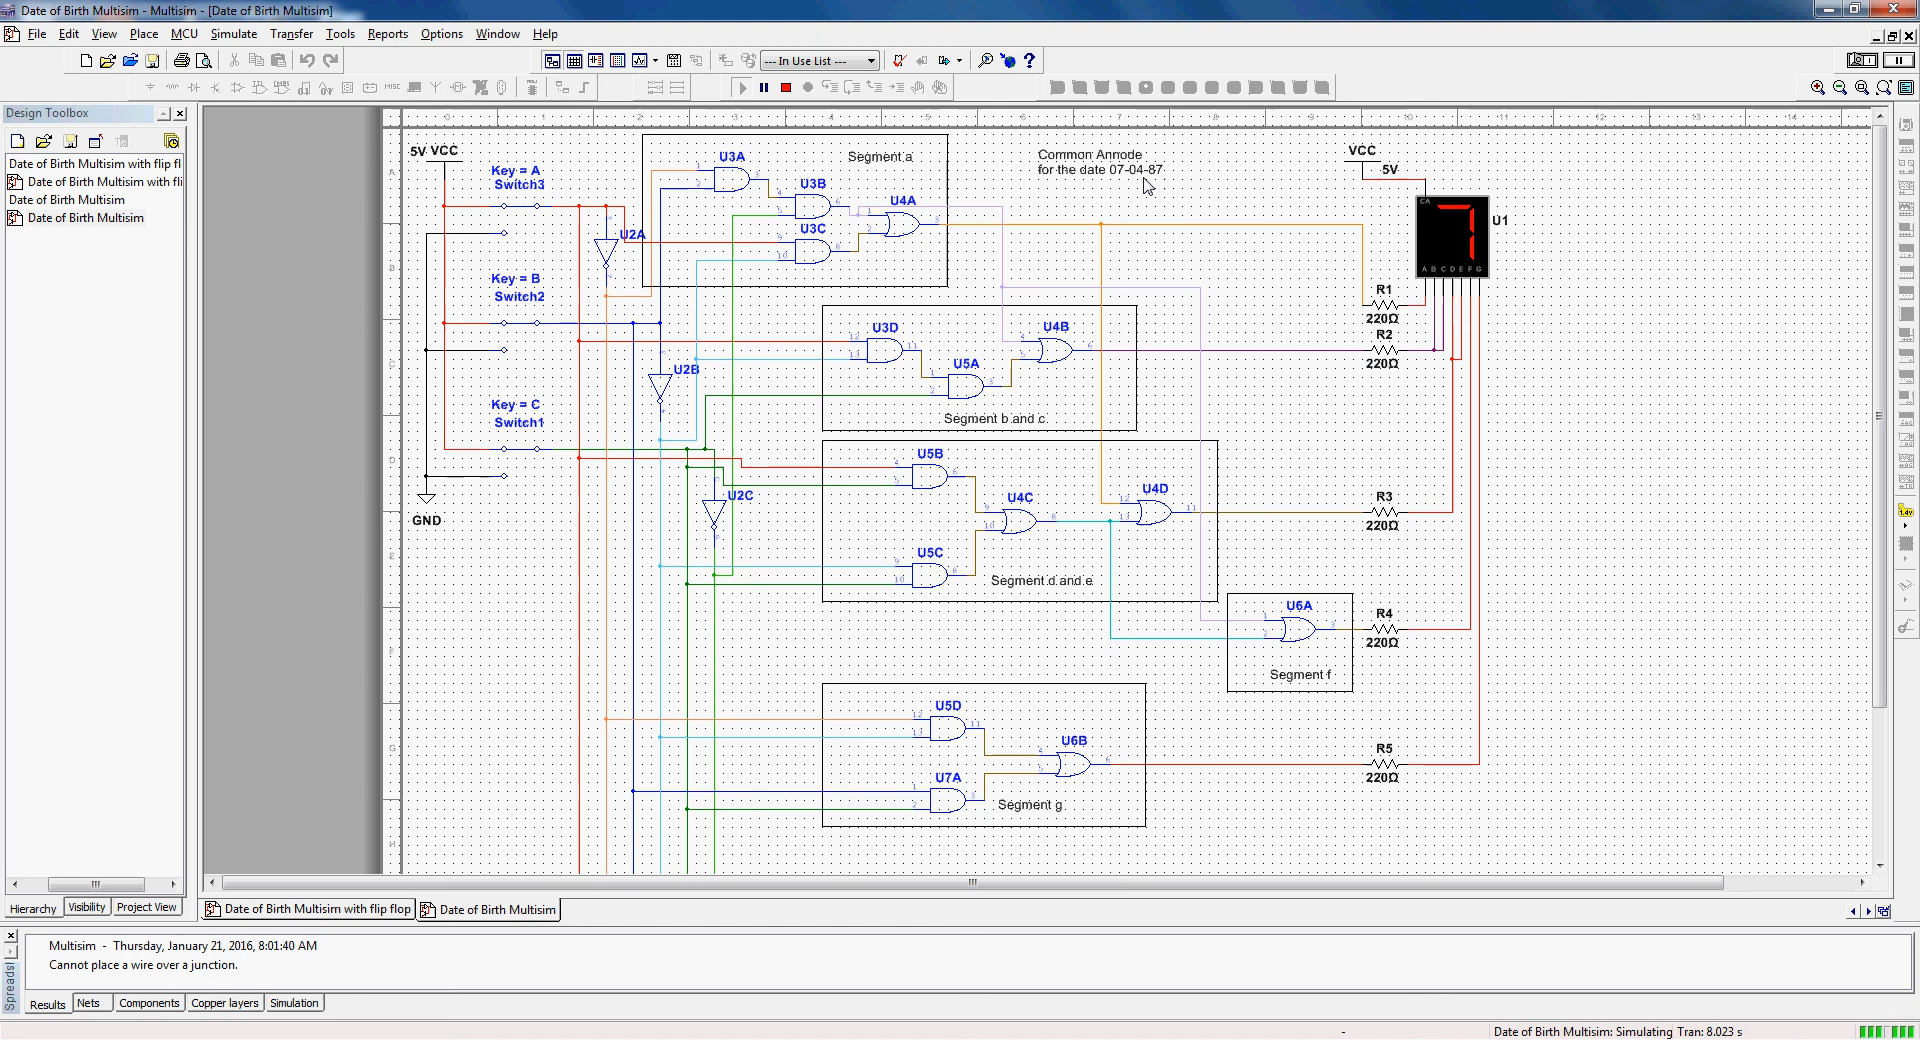 Date of Birth Multisim - Multisim - [Date of Birth Multisim]
File Edit View Place MCU Simulate Transfer Tools Reports Options Window Help
--- In Use List ---
MISC
Design Toolbox
Date of Birth Multisim with flip fl
Date of Birth Multisim with fli
Date of Birth Multisim
Date of Birth Multisim
Hierarchy Visibility Project View
5V VCC
Key = A
Switch3
U2A
Key = B
Switch2
U2B
Key = C
Switch1
U2C
GND
U3A
Segment a
U3B
U4A
U3C
Common Annode
for the date 07-04-87
VCC
5V
CA
U1
A B C D E F G
U3D
U4B
U5A
Segment b and c
R1
220Ω
R2
220Ω
U5B
U4C
U4D
U5C
Segment d and e
R3
220Ω
U6A
Segment f
R4
220Ω
U5D
U6B
U7A
Segment g
R5
220Ω
Date of Birth Multisim with flip flop Date of Birth Multisim
Multisim - Thursday, January 21, 2016, 8:01:40 AM
Cannot place a wire over a junction.
Spreads!
Results Nets Components Copper layers Simulation
- Date of Birth Multisim: Simulating Tran: 8.023 s